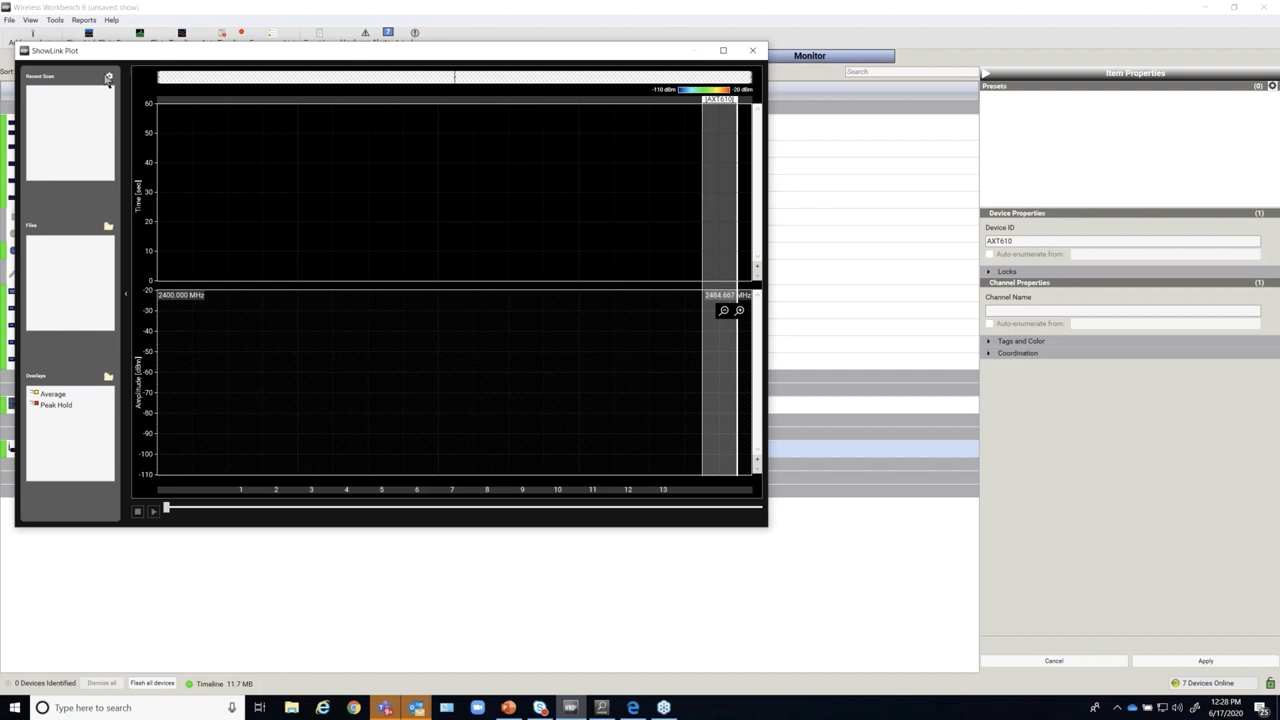 Wireless Workbench 6 (unsaved show)
File View Tools Reports Help
7
ShowLink Plot
Monitor
Search
Recent Scan
-110 dBm -20 dBm
[AXT610]
60
50
40
30
20
10
0
Time [sec]
Files
-20
-30
-40
-50
-60
-70
-80
-90
-100
-110
2400.000 MHz
2484.667 MHz
Amplitude [dBm]
Overlays
Average
Peak Hold
1 2 3 4 5 6 7 8 9 10 11 12 13
Item Properties
Presets (0)
Device Properties (1)
Device ID
AXT610
Auto-enumerate from:
Locks
Channel Properties (1)
Channel Name
Auto-enumerate from:
Tags and Color
Coordination
Cancel Apply
0 Devices Identified Dismiss all Flash all devices Timeline 11.7 MB
7 Devices Online
Type here to search
12:28 PM
6/17/2020